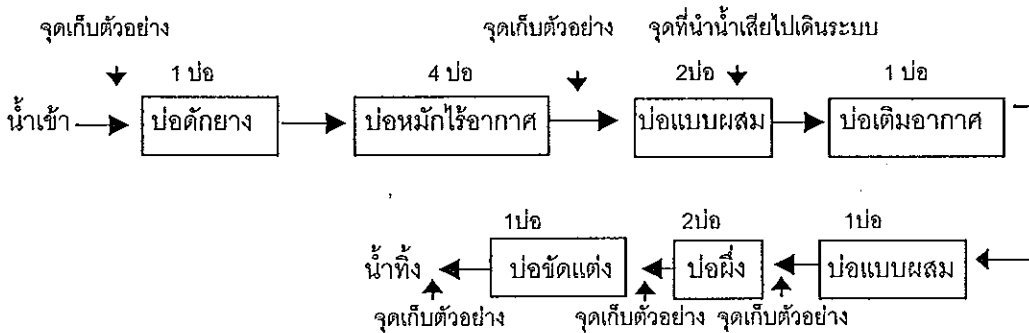 จุดเก็บตัวอย่าง จุดเก็บตัวอย่าง จุดที่นำน้ำเสียไปเดินระบบ
1 บ่อ 4 บ่อ 2บ่อ 1 บ่อ
น้ำเข้า บ่อดักยาง บ่อหมักไร้อากาศ บ่อแบบผสม บ่อเติมอากาศ
1บ่อ 2บ่อ 1บ่อ
น้ำทิ้ง บ่อขัดแต่ง บ่อผึ่ง บ่อแบบผสม
จุดเก็บตัวอย่าง จุดเก็บตัวอย่าง จุดเก็บตัวอย่าง